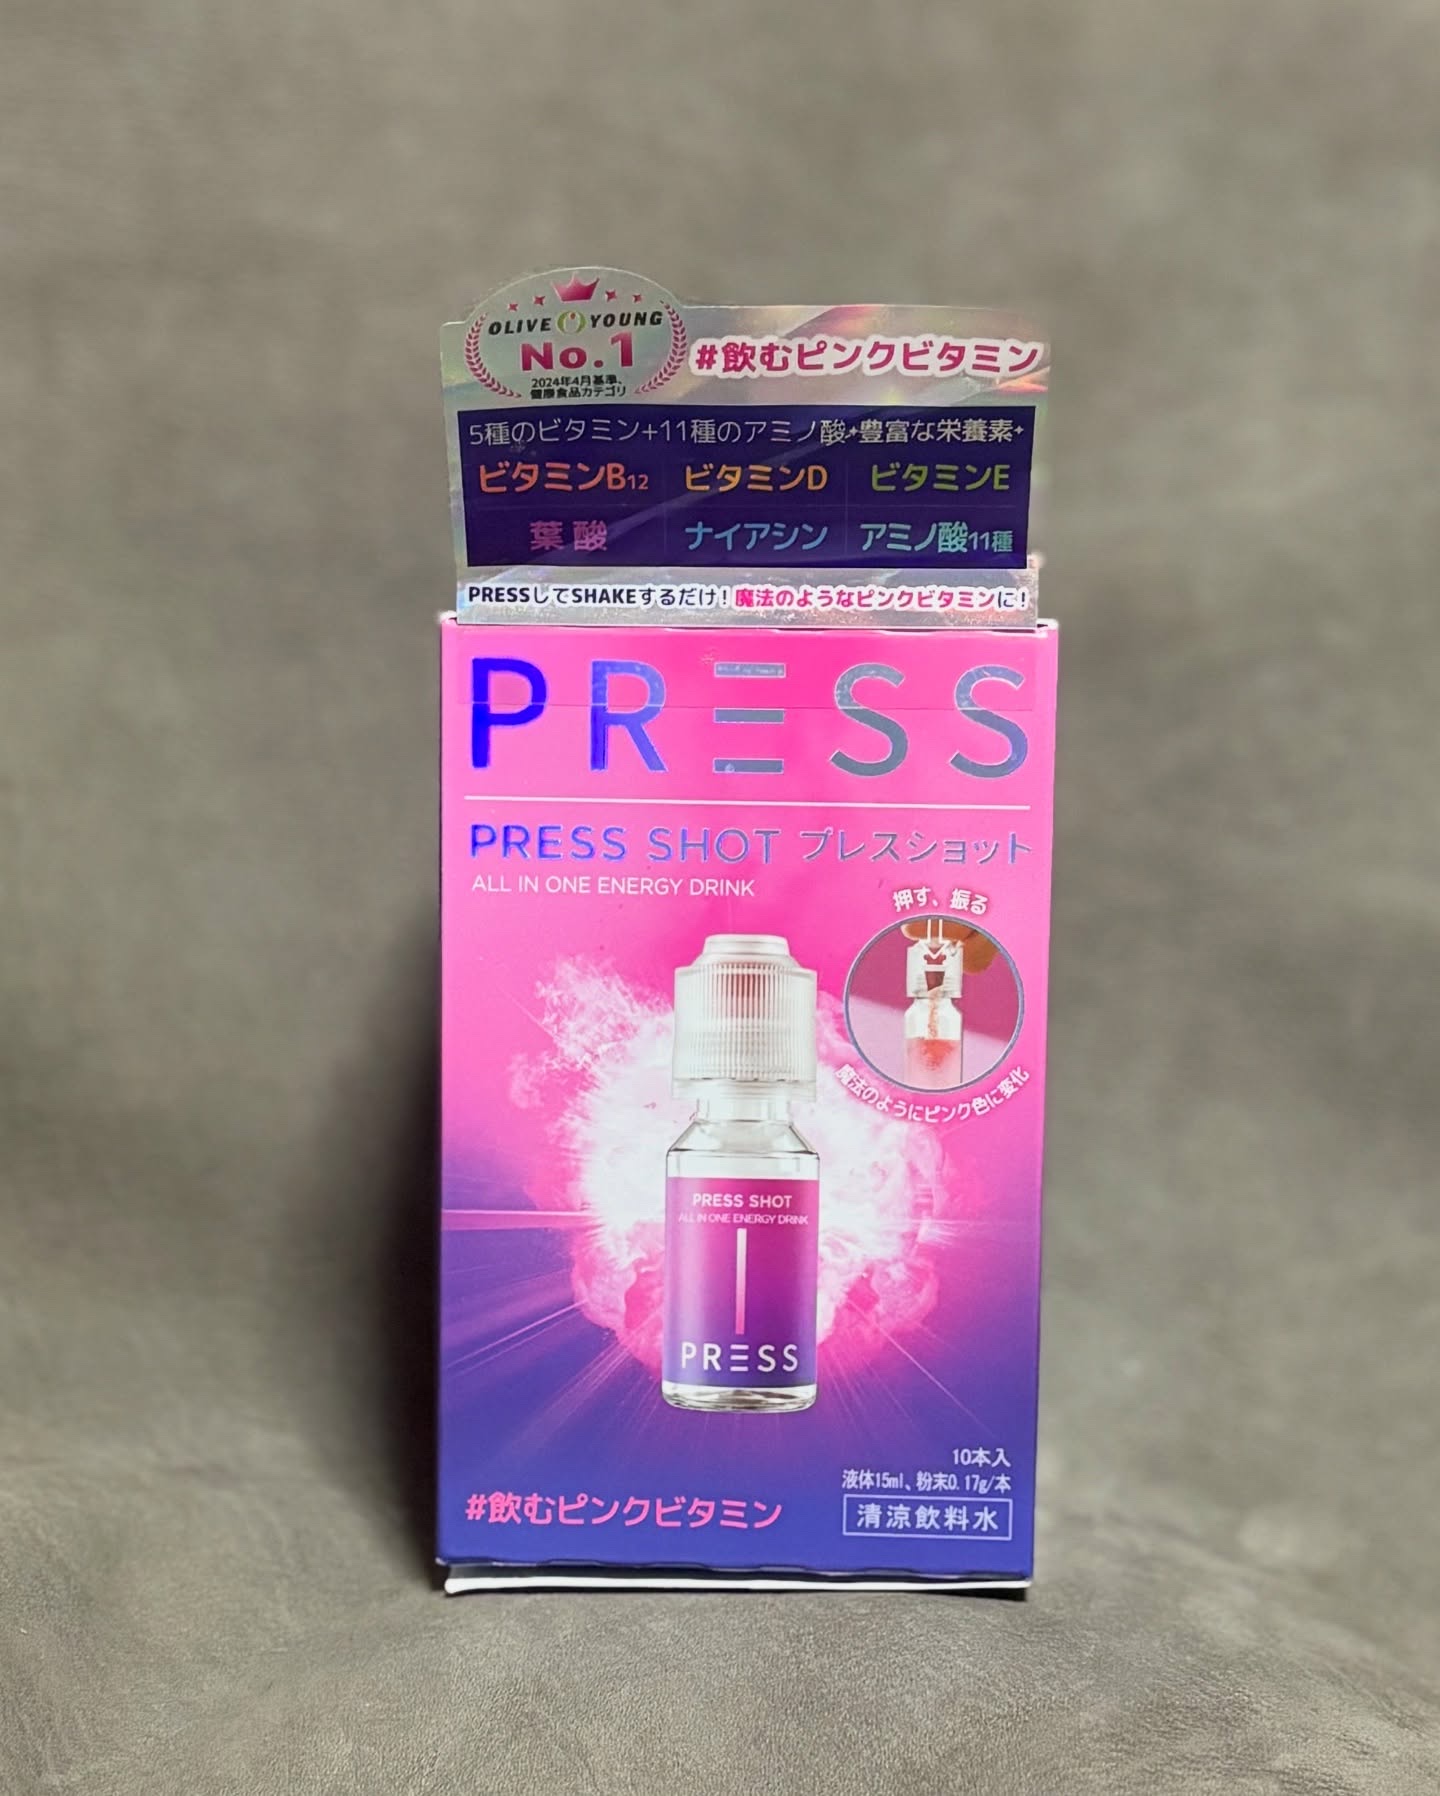 OLIVE YOUNG
No.1
2024年4月基準、
健康食品カテゴリ
#飲むピンクビタミン
5種のビタミン+11種のアミノ酸+豊富な栄養素+
ビタミンB12 ビタミンD ビタミンE
葉酸 ナイアシン アミノ酸11種
PRESSしてSHAKEするだけ!魔法のようなピンクビタミンに!
PRESS
PRESS SHOT プレスショット
ALL IN ONE ENERGY DRINK
押す、振る
魔法のようにピンク色に変化
PRESS SHOT
ALL IN ONE ENERGY DRINK
PRESS
10本入
液体15ml、粉末0.17g/本
清涼飲料水
#飲むピンクビタミン